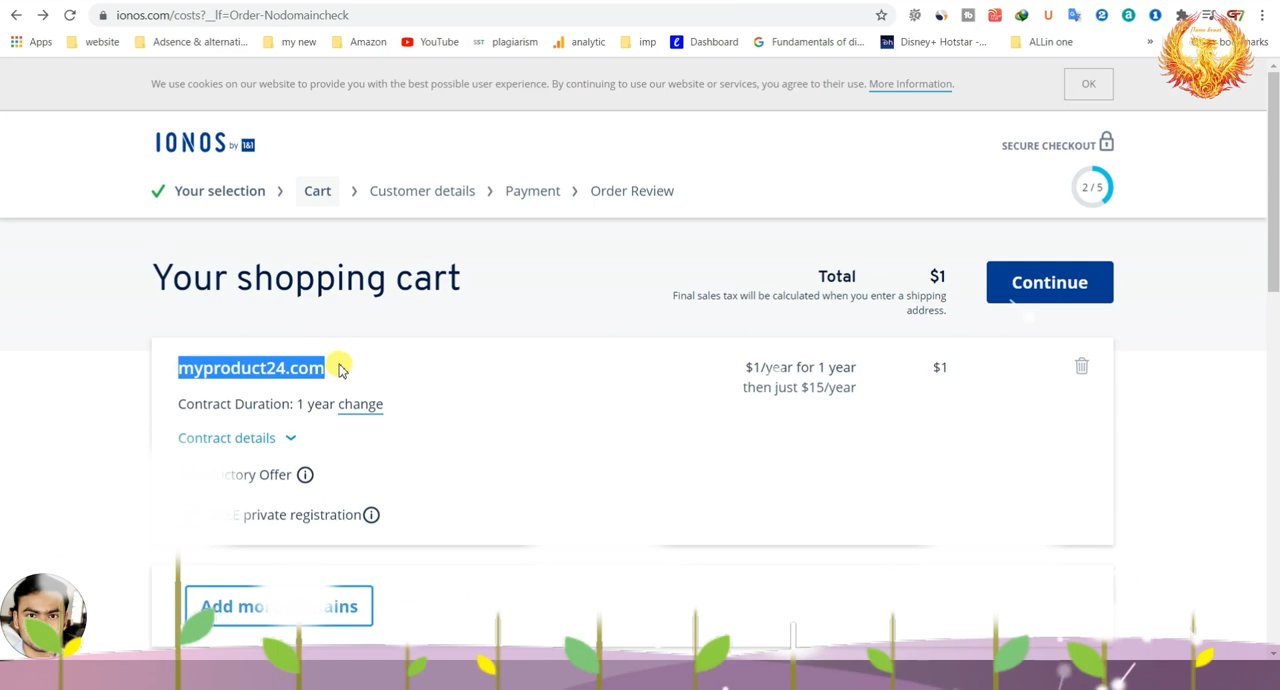 ionos.com/costs?__lf=Order-Nodomaincheck
Apps website Adsence & alternati... my new Amazon YouTube SST plagiarism analytic imp Dashboard Fundamentals of di... Disney+ Hotstar -... ALLin one »
We use cookies on our website to provide you with the best possible user experience. By continuing to use our website or services, you agree to their use. More Information.
OK
IONOS by 1&1
SECURE CHECKOUT
Your selection Cart Customer details Payment Order Review
2 / 5
Your shopping cart
Total $1
Final sales tax will be calculated when you enter a shipping
address.
Continue
myproduct24.com
$1/year for 1 year $1
then just $15/year
Contract Duration: 1 year change
Contract details
Offer
private registration
Add